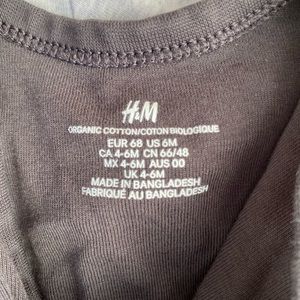 H&M
ORGANIC COTTON/COTON BIOLOGIQUE
EUR 68 US 6M
CA 4-6M CN 66/48
MX 4-6M AUS 00
UK 4-6M
MADE IN BANGLADESH
FABRIQUÉ AU BANGLADESH